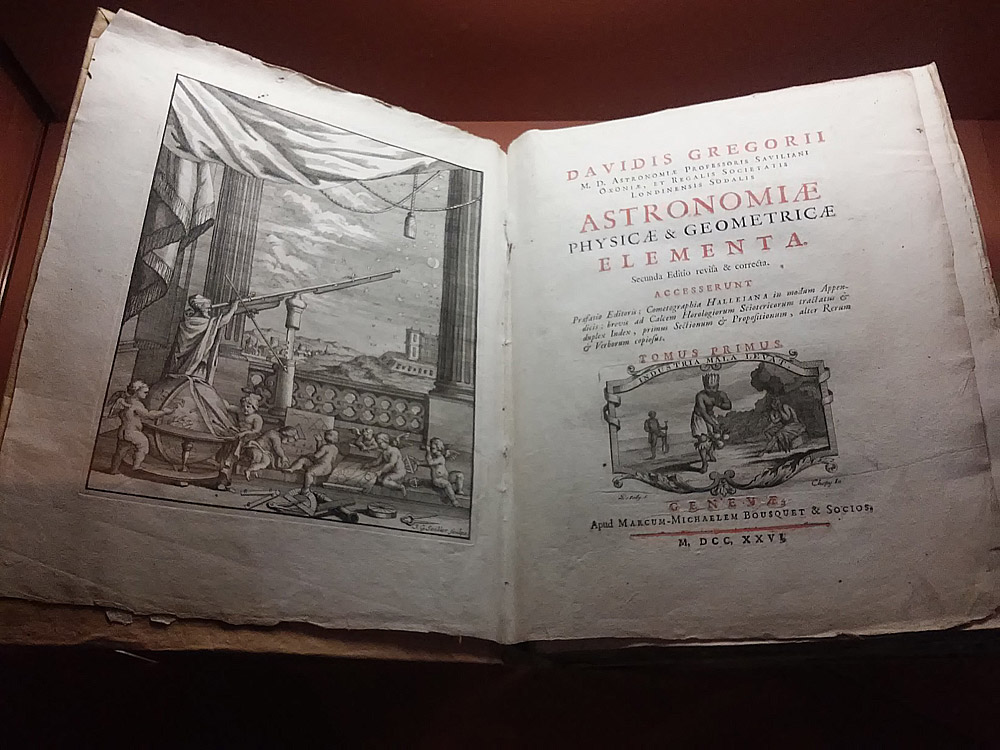 DAVIDIS GREGORII
M. D. ASTRONOMIÆ PROFESSORIS SAVILIANI
OXONIÆ, ET REGALIS SOCIETATIS
LONDINENSIS SODALIS
ASTRONOMIÆ
PHYSICÆ & GEOMETRICÆ
ELEMENTA.
Secunda Editio reviſa & correcta.
ACCESSERUNT
Præfatio Editoris; Cometographia HALLEIANA in modum Appen-
dicis; brevis ad Calcem Horologiorum Sciotericorum tractatus &
duplex Index, primus Sectionum & Propoſitionum, alter Rerum
& Verborum copioſus.
TOMUS PRIMUS.
INDUSTRIA MALA LEVAT
GENEVÆ,
Apud MARCUM-MICHAELEM BOUSQUET & SOCIOS,
M, DCC, XXVI,